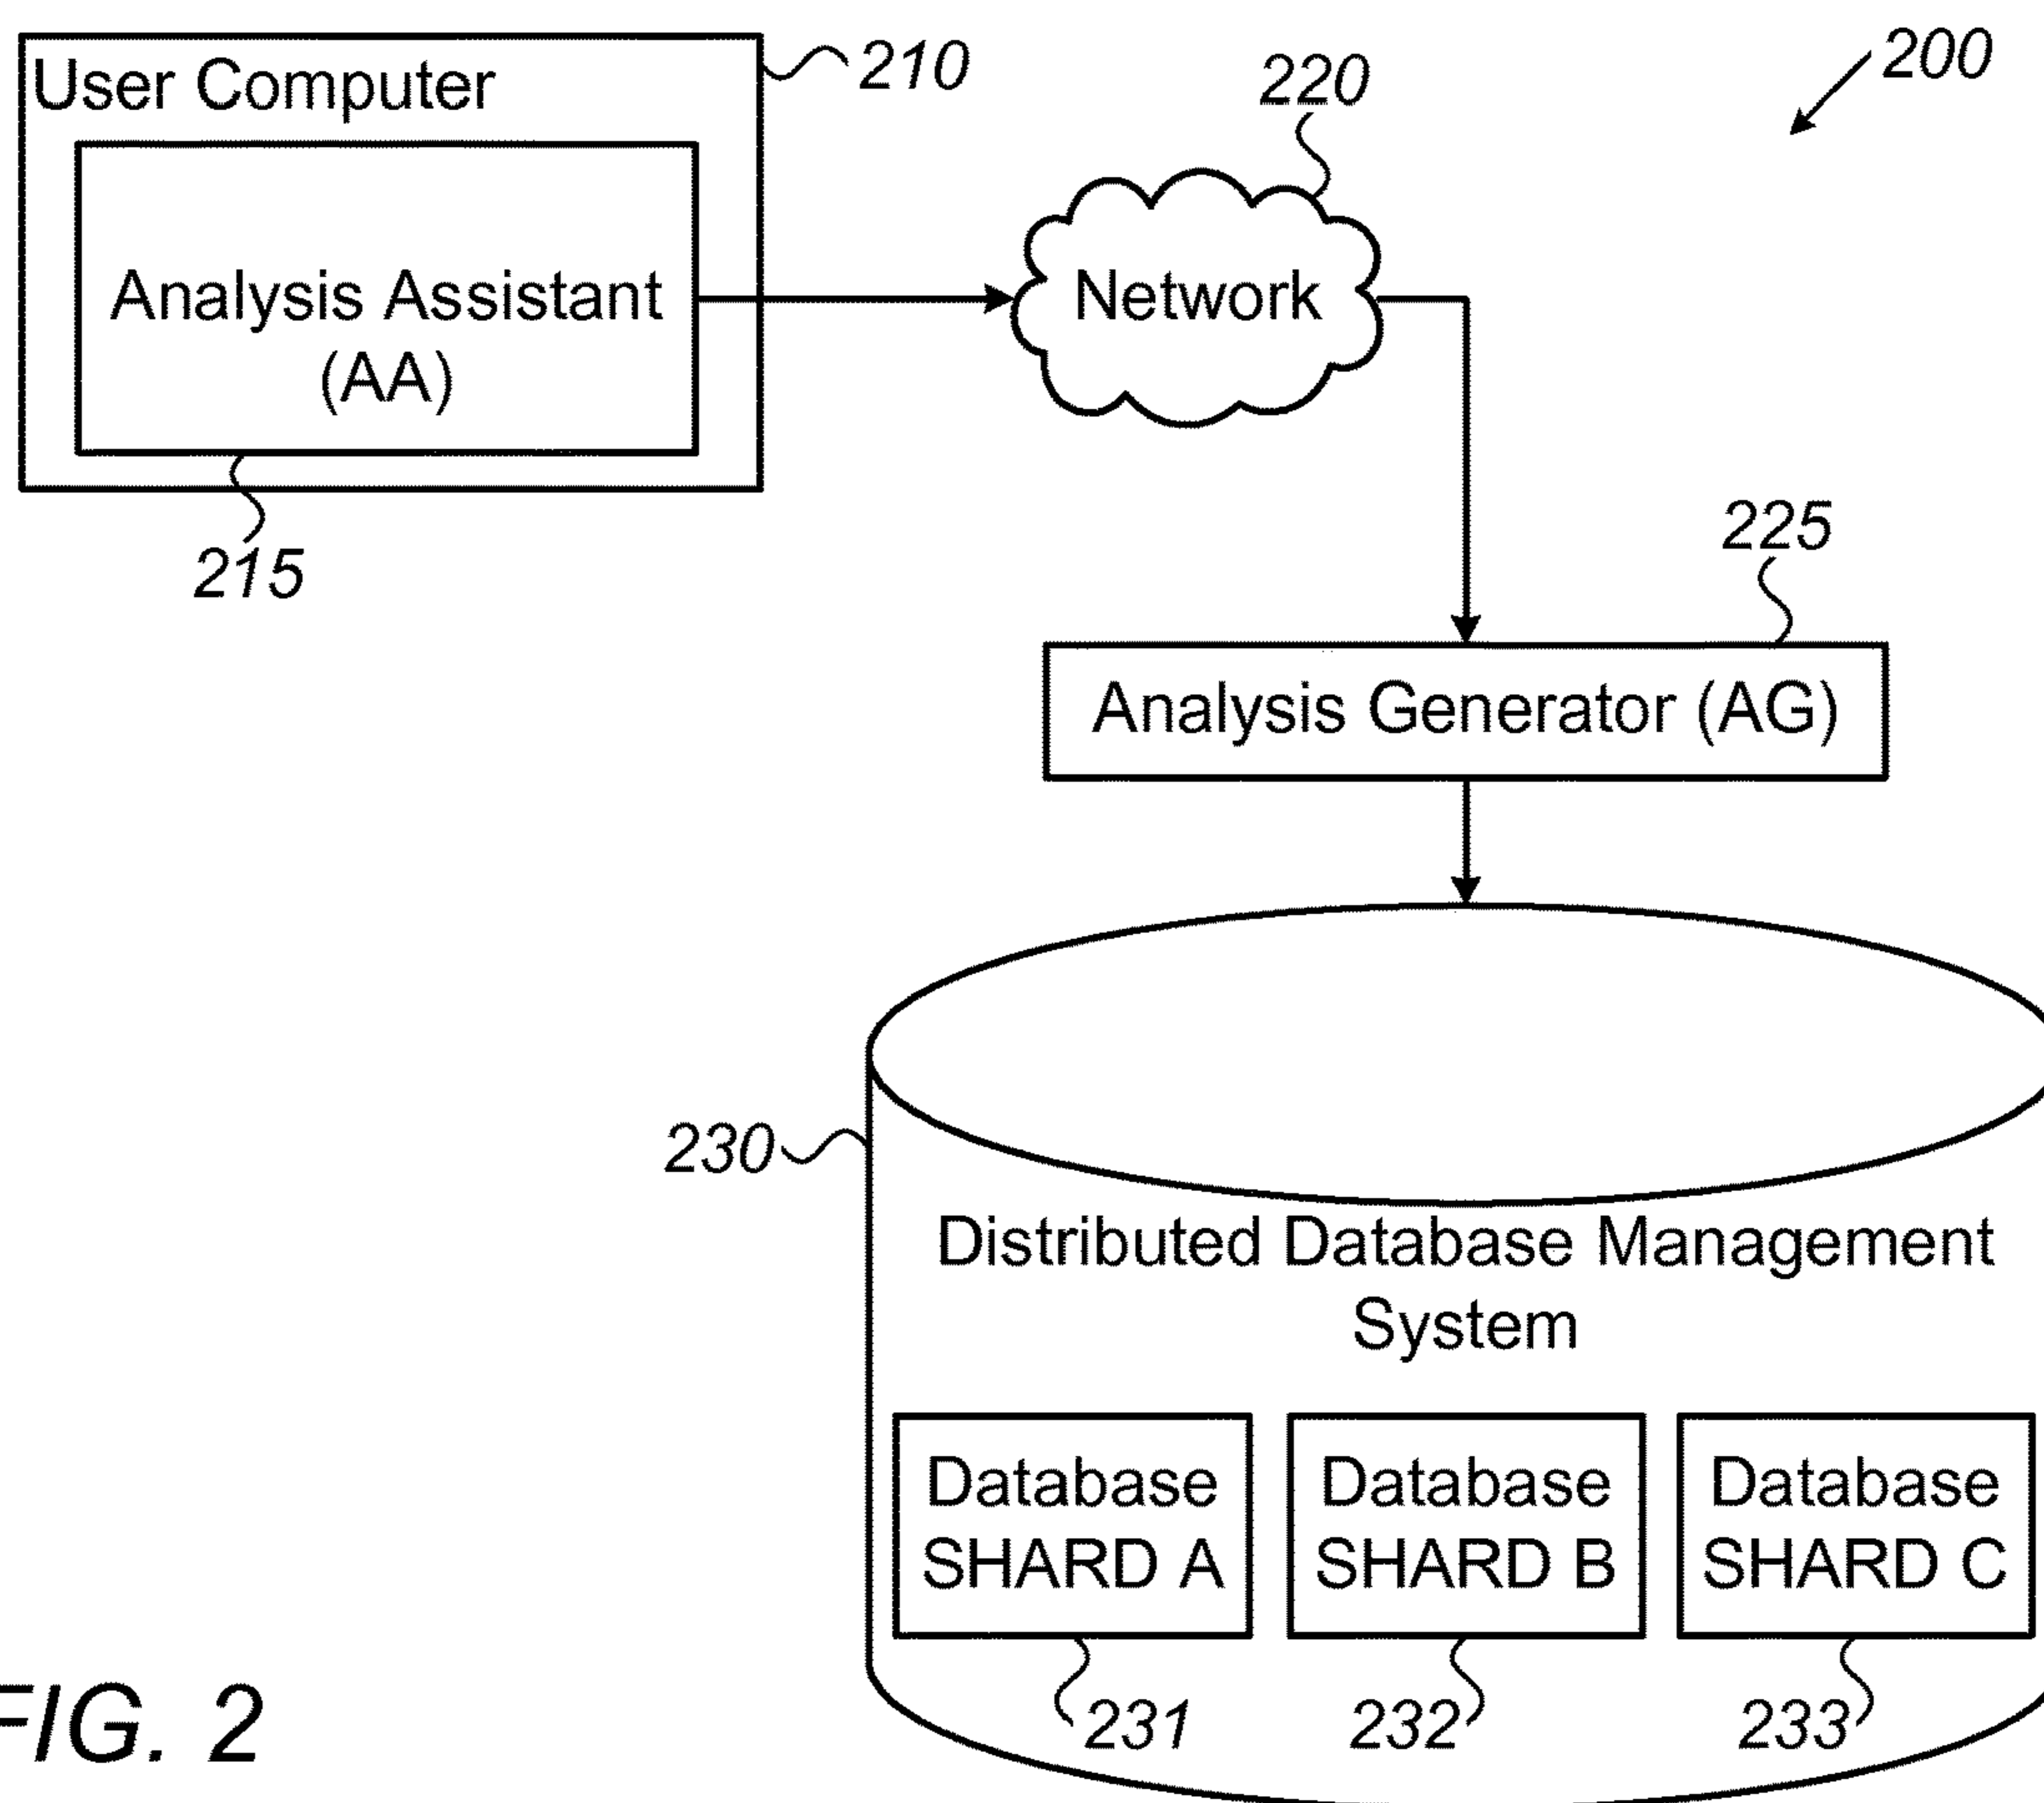 User Computer
210
220
200
Analysis Assistant
(AA)
Network
215
225
Analysis Generator (AG)
230
Distributed Database Management
System
Database
SHARD A
Database
SHARD B
Database
SHARD C
231
232
233
FIG. 2